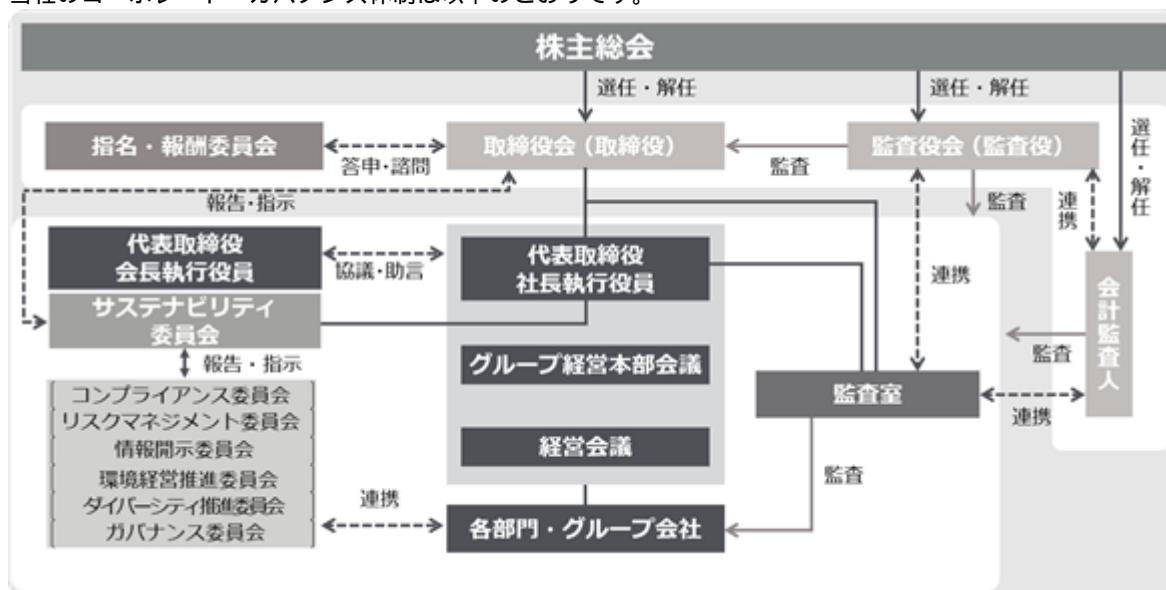 当社のコーポレート・ガバナンス体制は以下のとおりです。
株主総会
選任・解任
選任・解任
選任・解任
指名・報酬委員会
答申・諮問
取締役会（取締役）
監査
監査役会（監査役）
報告・指示
監査
連携
代表取締役
会長執行役員
協議・助言
代表取締役
社長執行役員
連携
会計監査人
サステナビリティ
委員会
報告・指示
グループ経営本部会議
監査
監査室
連携
コンプライアンス委員会
リスクマネジメント委員会
情報開示委員会
環境経営推進委員会
ダイバーシティ推進委員会
ガバナンス委員会
経営会議
監査
連携
各部門・グループ会社